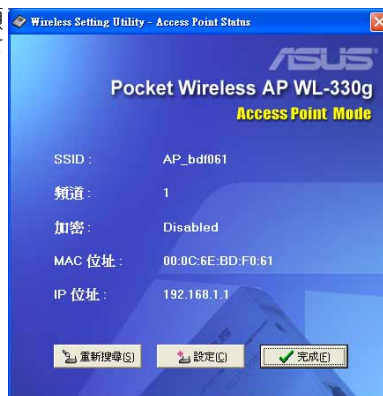 Wireless Setting Utility - Access Point Status
ASUS
Pocket Wireless AP WL-330g
Access Point Mode
SSID : AP_bdf061
頻道 : 1
加密 : Disabled
MAC 位址 : 00:0C:6E:BD:F0:61
IP 位址 : 192.168.1.1
重新搜尋(S) 設定(C) 完成(F)